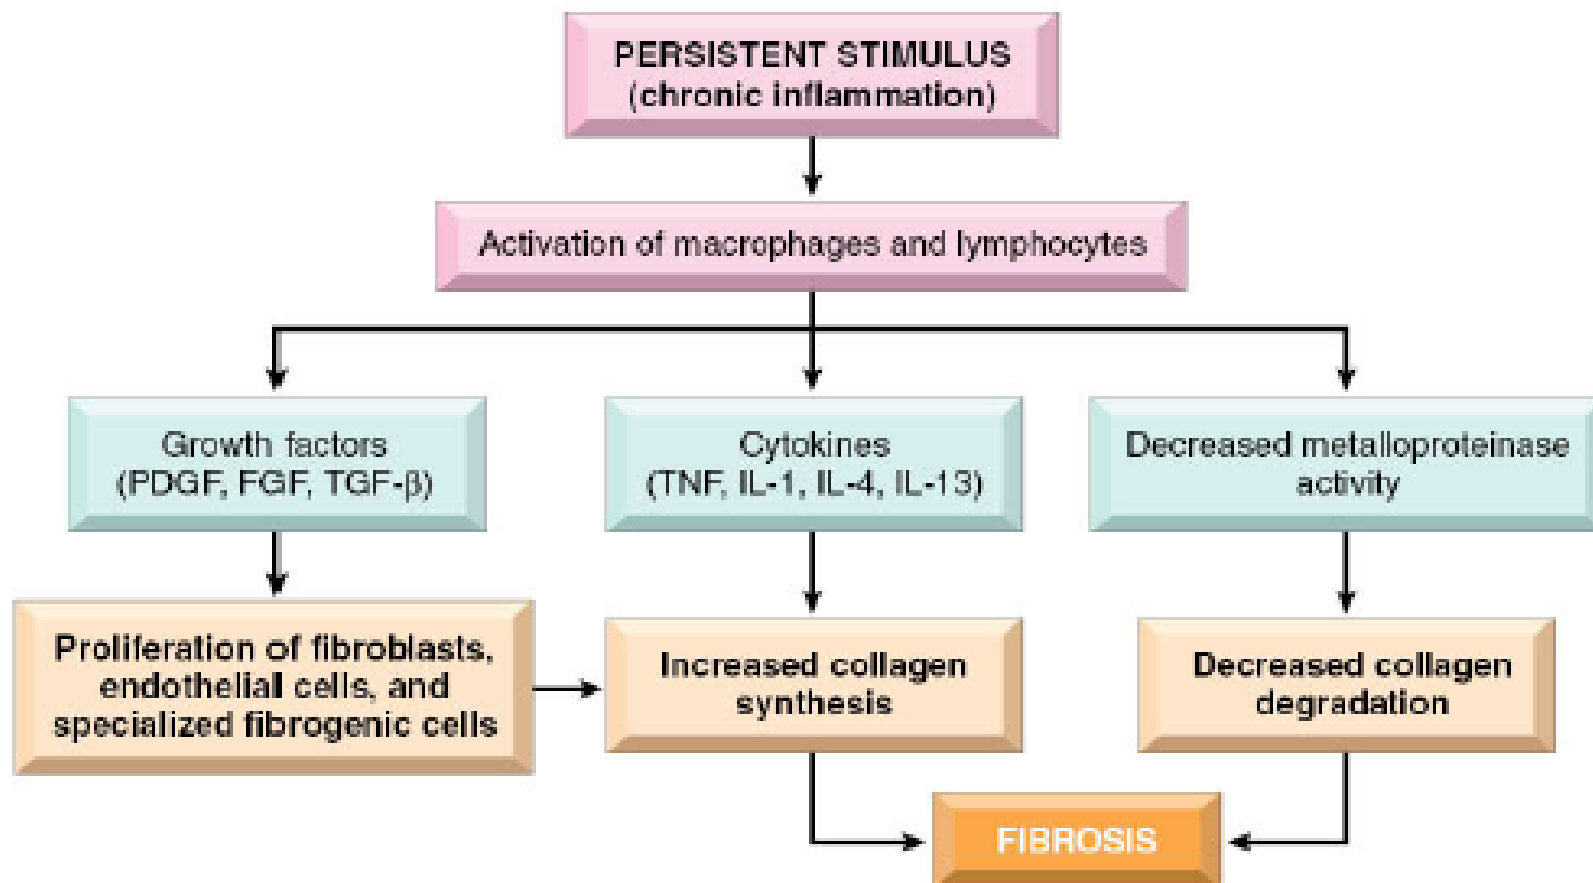 PERSISTENT STIMULUS
(chronic inflammation)
Activation of macrophages and lymphocytes
Growth factors
(PDGF, FGF, TGF-β)
Cytokines
(TNF, IL-1, IL-4, IL-13)
Decreased metalloproteinase
activity
Proliferation of fibroblasts,
endothelial cells, and
specialized fibrogenic cells
Increased collagen
synthesis
Decreased collagen
degradation
FIBROSIS